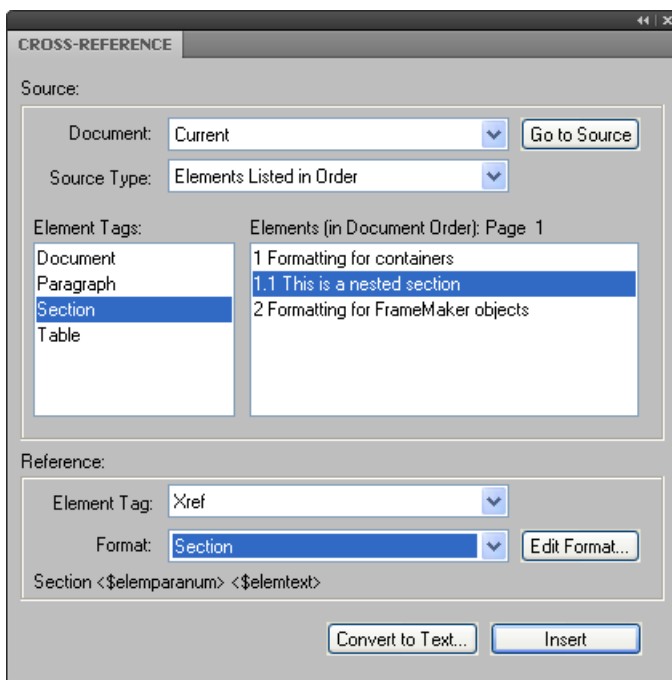 CROSS-REFERENCE
Source:
Document: Current Go to Source
Source Type: Elements Listed in Order
Element Tags: Elements (in Document Order): Page 1
Document 1 Formatting for containers
Paragraph 1.1 This is a nested section
Section 2 Formatting for FrameMaker objects
Table
Reference:
Element Tag: Xref
Format: Section Edit Format...
Section <$elemparanum> <$elemtext>
Convert to Text... Insert